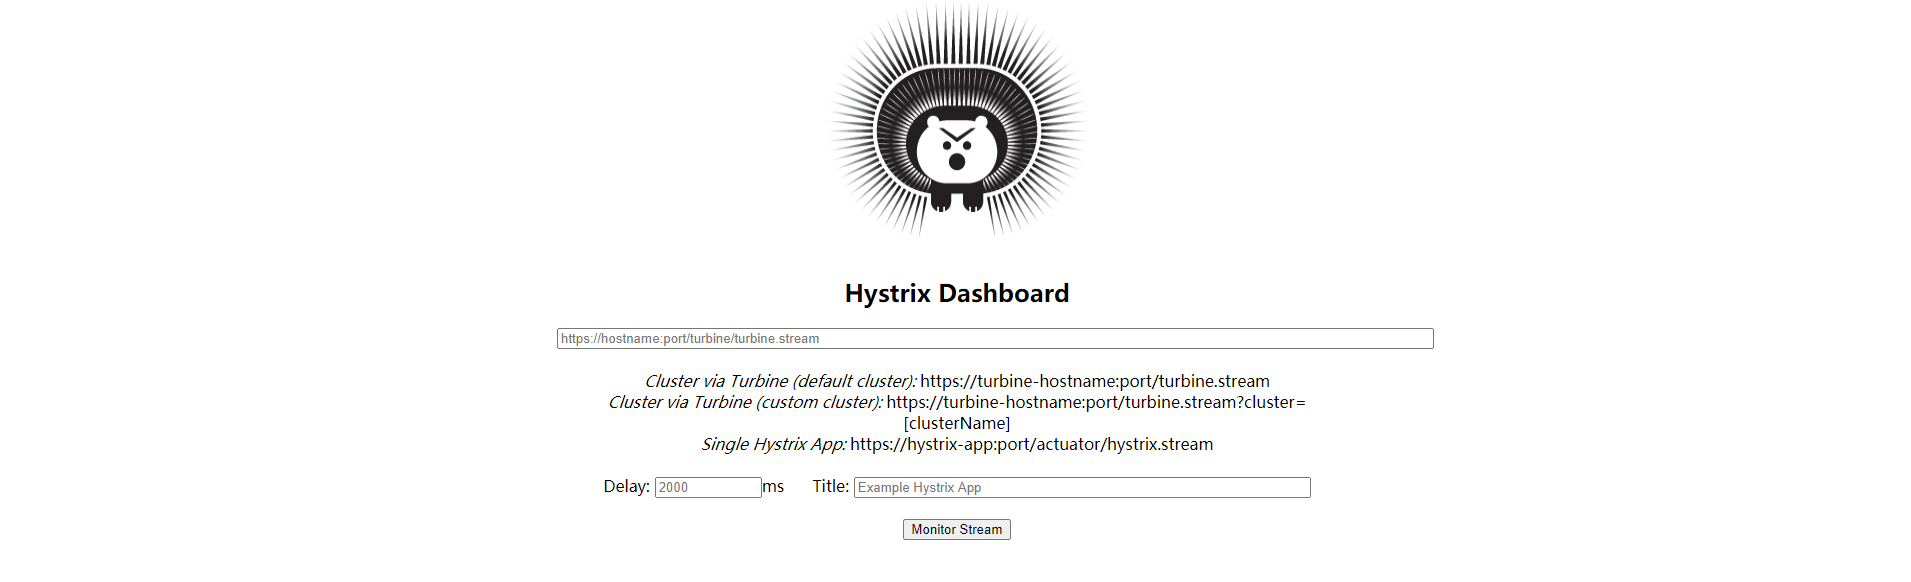 Hystrix Dashboard
https://hostname:port/turbine/turbine.stream
Cluster via Turbine (default cluster): https://turbine-hostname:port/turbine.stream
Cluster via Turbine (custom cluster): https://turbine-hostname:port/turbine.stream?cluster=
[clusterName]
Single Hystrix App: https://hystrix-app:port/actuator/hystrix.stream
Delay: 2000 ms Title: Example Hystrix App
Monitor Stream